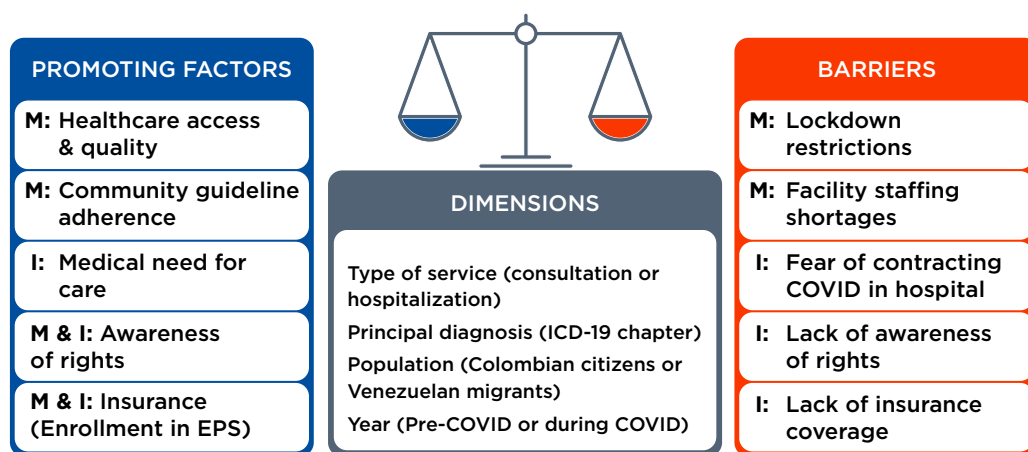 PROMOTING FACTORS
M: Healthcare access
& quality
M: Community guideline
adherence
I: Medical need for
care
M & I: Awareness
of rights
M & I: Insurance
(Enrollment in EPS)
DIMENSIONS
Type of service (consultation or
hospitalization)
Principal diagnosis (ICD-19 chapter)
Population (Colombian citizens or
Venezuelan migrants)
Year (Pre-COVID or during COVID)
BARRIERS
M: Lockdown
restrictions
M: Facility staffing
shortages
I: Fear of contracting
COVID in hospital
I: Lack of awareness
of rights
I: Lack of insurance
coverage